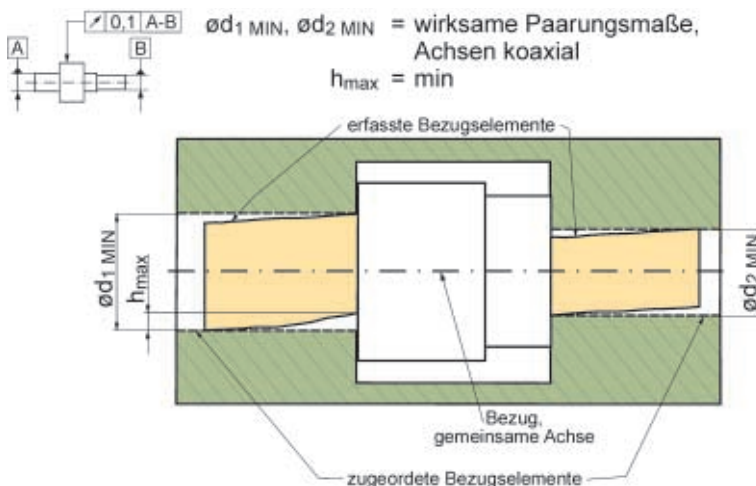 ↗ 0,1 A-B
A
B
ød1 MIN, ød2 MIN = wirksame Paarungsmaße,
Achsen koaxial
hmax = min
erfasste Bezugselemente
ød1 MIN
hmax
ød2 MIN
Bezug,
gemeinsame Achse
zugeordete Bezugselemente